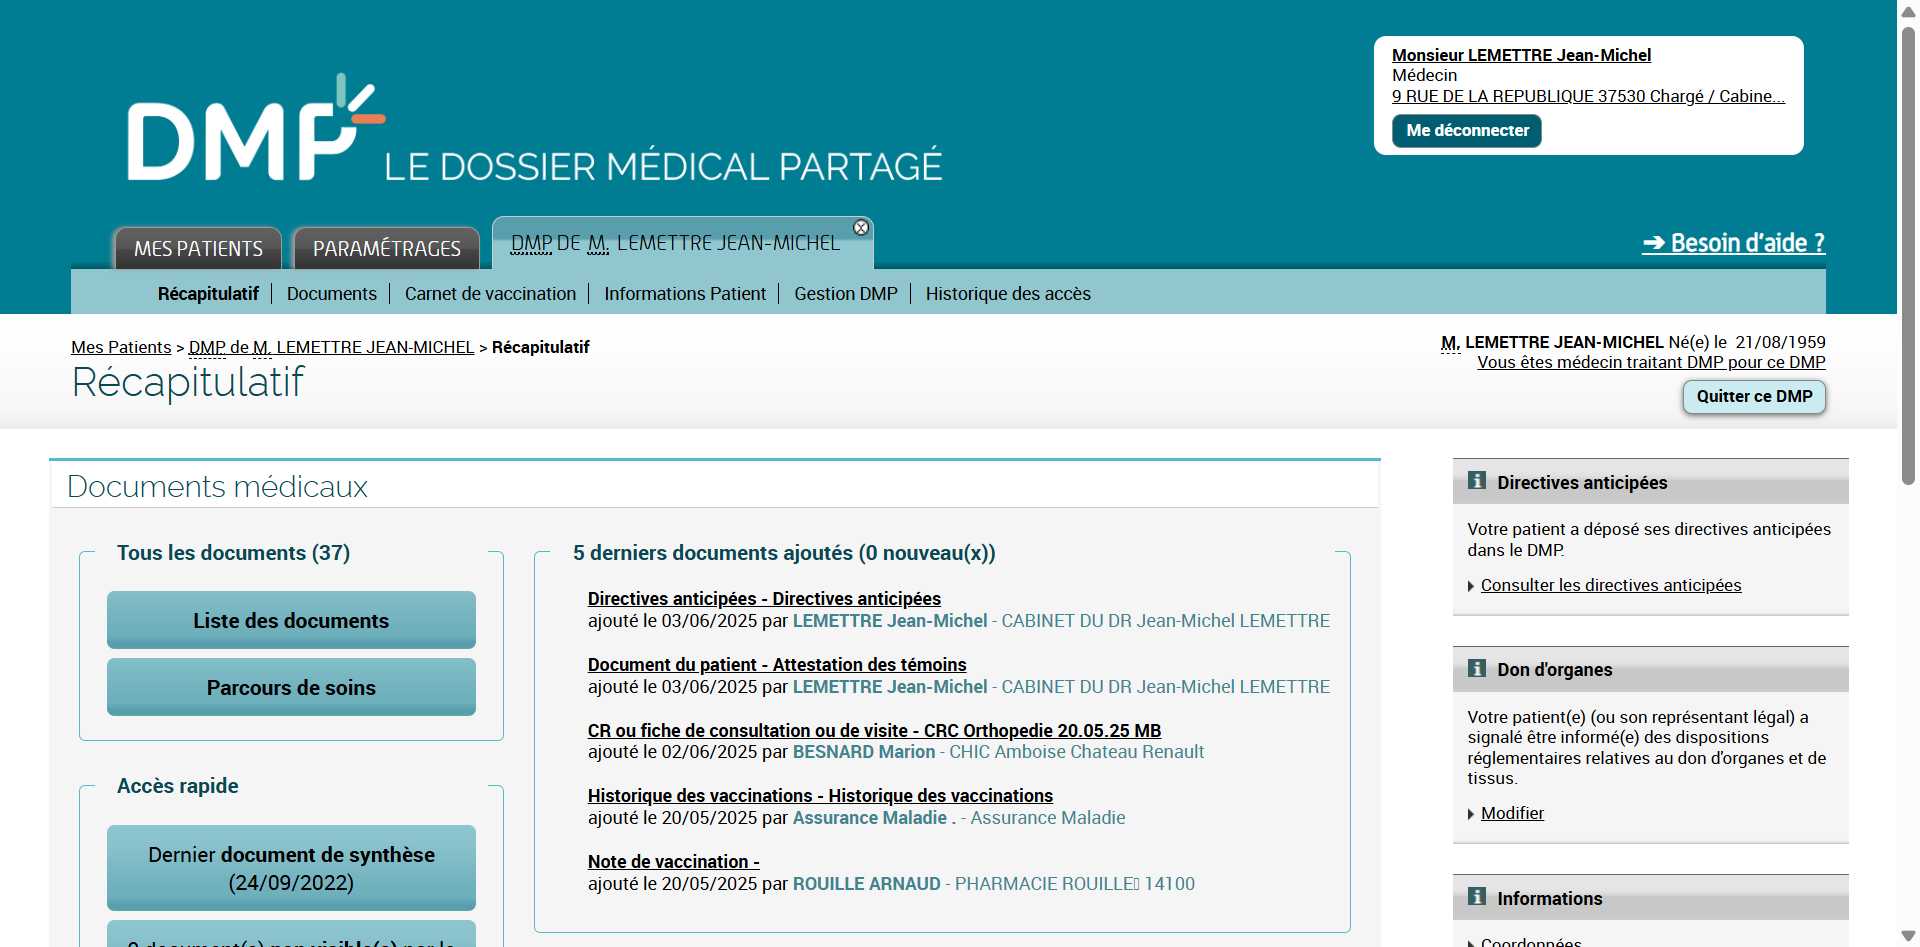 Monsieur LEMETTRE Jean-Michel
Médecin
9 RUE DE LA REPUBLIQUE 37530 Chargé / Cabine...
Me déconnecter
DMP LE DOSSIER MÉDICAL PARTAGÉ
MES PATIENTS
PARAMÉTRAGES
DMP DE M. LEMETTRE JEAN-MICHEL
➔ Besoin d'aide ?
Récapitulatif | Documents | Carnet de vaccination | Informations Patient | Gestion DMP | Historique des accès
Mes Patients > DMP de M. LEMETTRE JEAN-MICHEL > Récapitulatif
Récapitulatif
M. LEMETTRE JEAN-MICHEL Né(e) le 21/08/1959
Vous êtes médecin traitant DMP pour ce DMP
Quitter ce DMP
Documents médicaux
Tous les documents (37)
Liste des documents
Parcours de soins
Accès rapide
Dernier document de synthèse
(24/09/2022)
5 derniers documents ajoutés (0 nouveau(x))
Directives anticipées - Directives anticipées
ajouté le 03/06/2025 par LEMETTRE Jean-Michel - CABINET DU DR Jean-Michel LEMETTRE
Document du patient - Attestation des témoins
ajouté le 03/06/2025 par LEMETTRE Jean-Michel - CABINET DU DR Jean-Michel LEMETTRE
CR ou fiche de consultation ou de visite - CRC Orthopedie 20.05.25 MB
ajouté le 02/06/2025 par BESNARD Marion - CHIC Amboise Chateau Renault
Historique des vaccinations - Historique des vaccinations
ajouté le 20/05/2025 par Assurance Maladie . - Assurance Maladie
Note de vaccination -
ajouté le 20/05/2025 par ROUILLE ARNAUD - PHARMACIE ROUILLE 14100
Directives anticipées
Votre patient a déposé ses directives anticipées
dans le DMP.
Consulter les directives anticipées
Don d'organes
Votre patient(e) (ou son représentant légal) a
signalé être informé(e) des dispositions
réglementaires relatives au don d'organes et de
tissus.
Modifier
Informations
Coordonnées